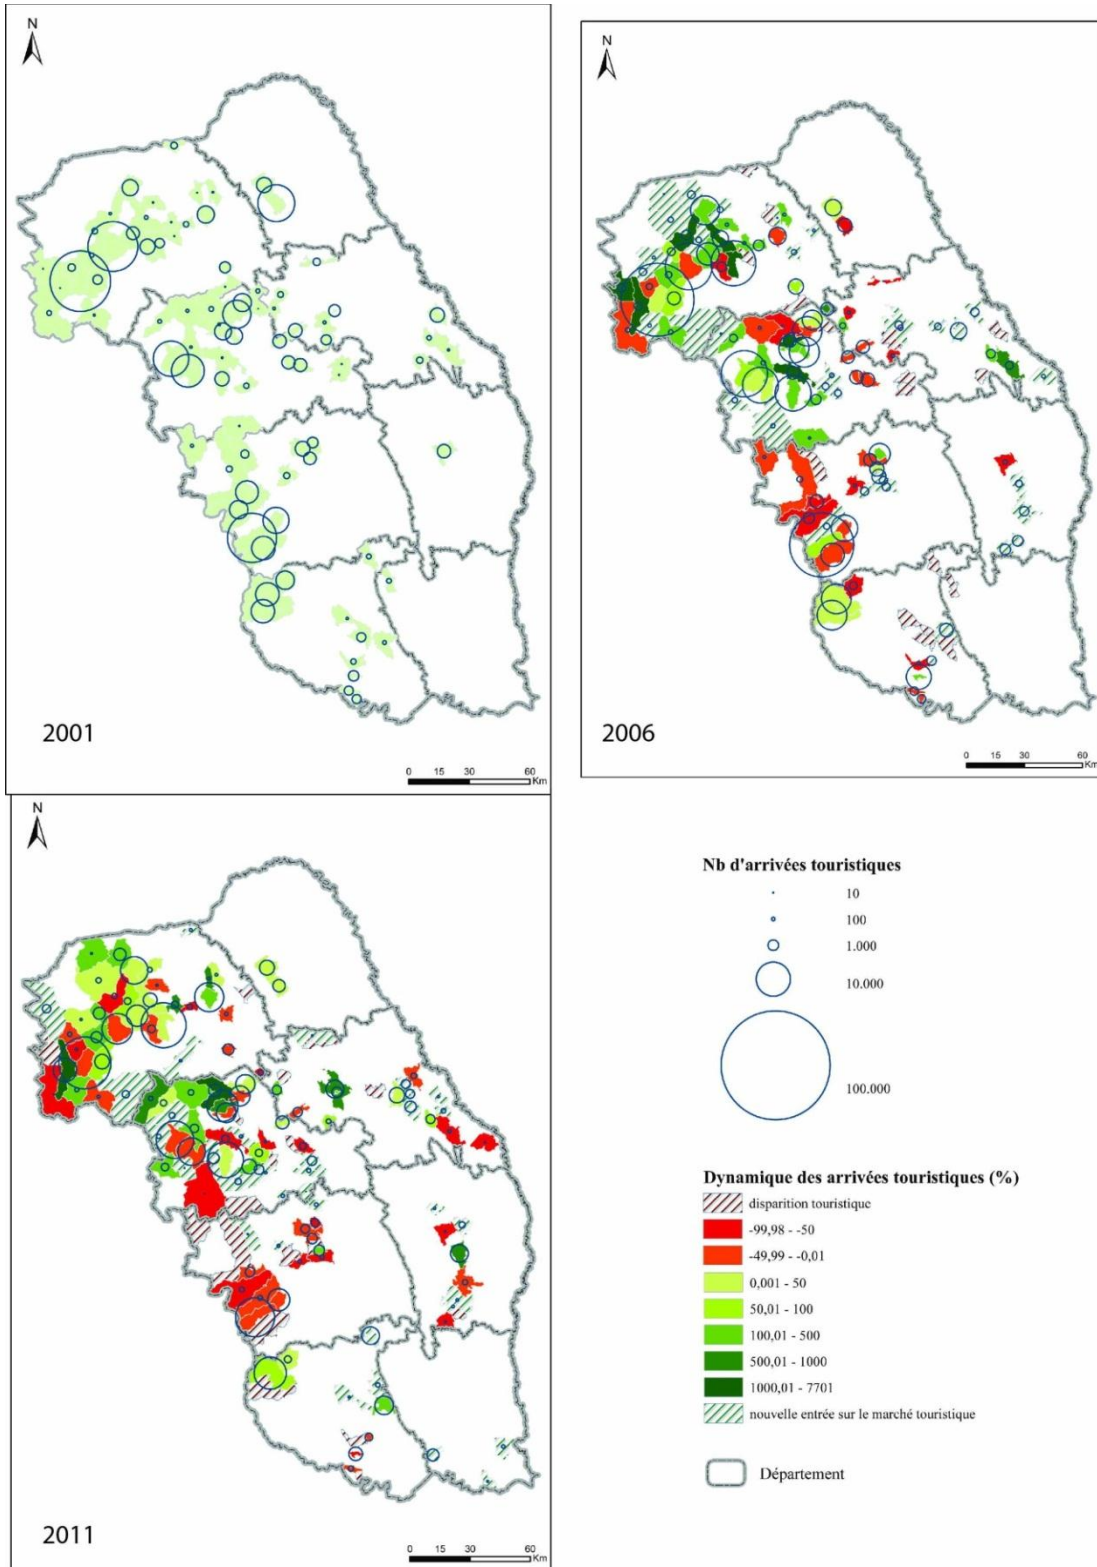 N
2001
0 15 30 60
Km
N
2006
0 15 30 60
Km
N
2011
0 15 30 60
Km
Nb d'arrivées touristiques
10
100
1.000
10.000
100.000
Dynamique des arrivées touristiques (%)
disparition touristique
-99,98 - -50
-49,99 - -0,01
0,001 - 50
50,01 - 100
100,01 - 500
500,01 - 1000
1000,01 - 7701
nouvelle entrée sur le marché touristique
Département